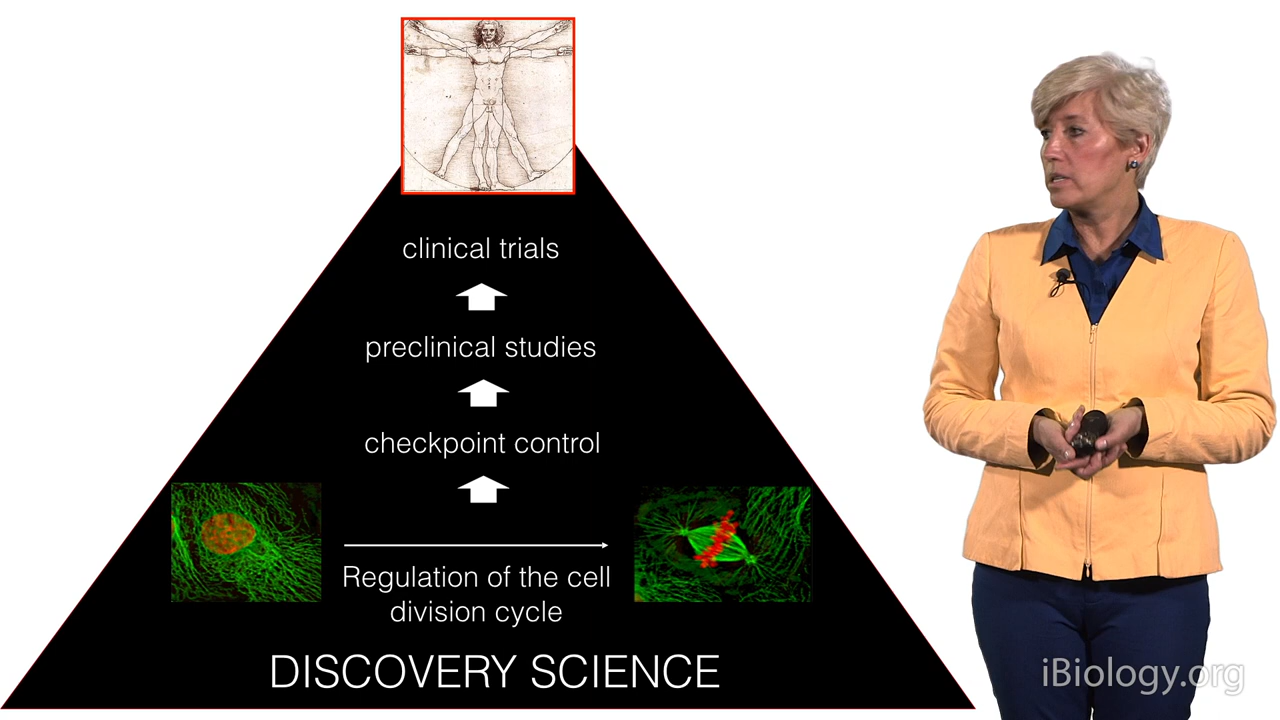 clinical trials
preclinical studies
checkpoint control
Regulation of the cell
division cycle
DISCOVERY SCIENCE
iBiology.org